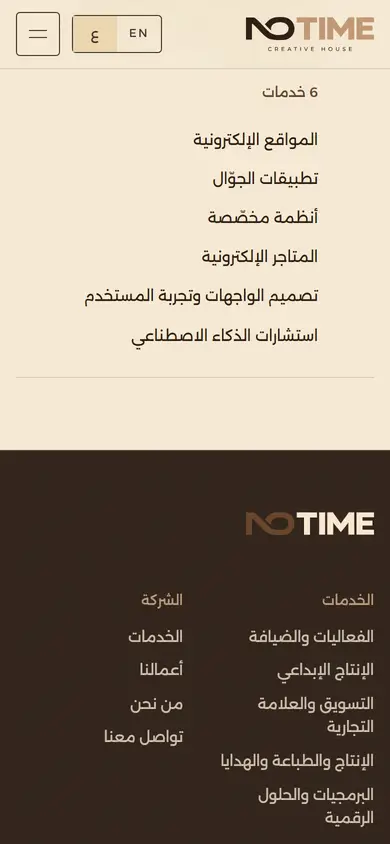 NOTIME
CREATIVE HOUSE
EN
ع
6 خدمات
المواقع الإلكترونية
تطبيقات الجوّال
أنظمة مخصّصة
المتاجر الإلكترونية
تصميم الواجهات وتجربة المستخدم
استشارات الذكاء الاصطناعي
NOTIME
الخدمات
الفعاليات والضيافة
الإنتاج الإبداعي
التسويق والعلامة
التجارية
الإنتاج والطباعة والهدايا
البرمجيات والحلول
الرقمية
الشركة
الخدمات
أعمالنا
من نحن
تواصل معنا